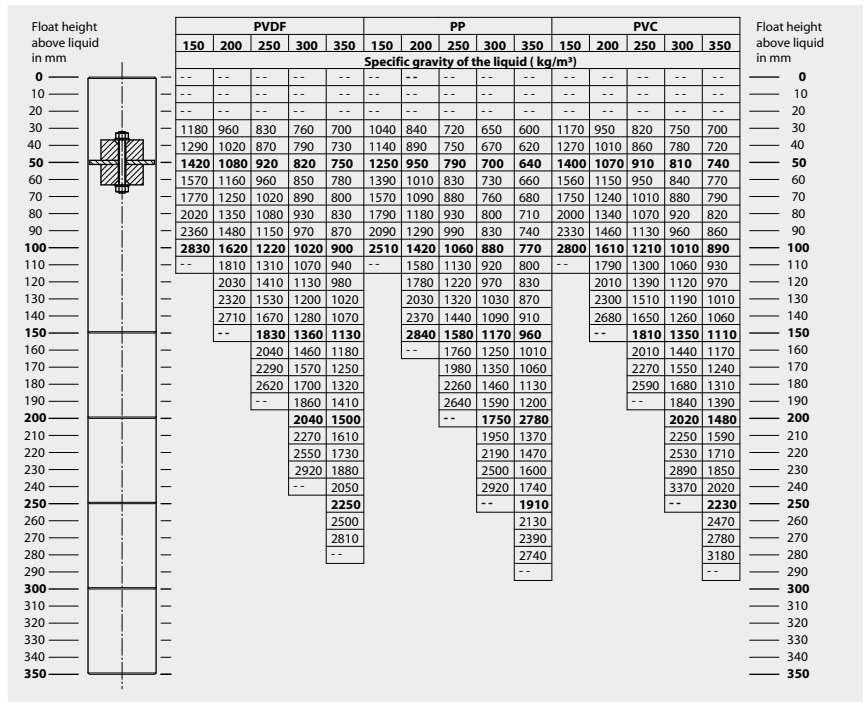 Float height above liquid in mm PVDF PP PVC Float height above liquid in mm
150 200 250 300 350 150 200 250 300 350 150 200 250 300 350
Specific gravity of the liquid ( kg/m³)
0 -- -- -- -- -- -- -- -- -- -- -- -- -- -- -- 0
10 -- -- -- -- -- -- -- -- -- -- -- -- -- -- -- 10
20 -- -- -- -- -- -- -- -- -- -- -- -- -- -- -- 20
30 1180 960 830 760 700 1040 840 720 650 600 1170 950 820 750 700 30
40 1290 1020 870 790 730 1140 890 750 670 620 1270 1010 860 780 720 40
50 1420 1080 920 820 750 1250 950 790 700 640 1400 1070 910 810 740 50
60 1570 1160 960 850 780 1390 1010 830 730 660 1560 1150 950 840 770 60
70 1770 1250 1020 890 800 1570 1090 880 760 680 1750 1240 1010 880 790 70
80 2020 1350 1080 930 830 1790 1180 930 800 710 2000 1340 1070 920 820 80
90 2360 1480 1150 970 870 2090 1290 990 830 740 2330 1460 1130 960 860 90
100 2830 1620 1220 1020 900 2510 1420 1060 880 770 2800 1610 1210 1010 890 100
110 -- 1810 1310 1070 940 -- 1580 1130 920 800 -- 1790 1300 1060 930 110
120 2030 1410 1130 980 1780 1220 970 830 2010 1390 1120 970 120
130 2320 1530 1200 1020 2030 1320 1030 870 2300 1510 1190 1010 130
140 2710 1670 1280 1070 2370 1440 1090 910 2680 1650 1260 1060 140
150 -- 1830 1360 1130 2840 1580 1170 960 -- 1810 1350 1110 150
160 2040 1460 1180 -- 1760 1250 1010 2010 1440 1170 160
170 2290 1570 1250 1980 1350 1060 2270 1550 1240 170
180 2620 1700 1320 2260 1460 1130 2590 1680 1310 180
190 -- 1860 1410 2640 1590 1200 -- 1840 1390 190
200 2040 1500 -- 1750 2780 2020 1480 200
210 2270 1610 1950 1370 2250 1590 210
220 2550 1730 2190 1470 2530 1710 220
230 2920 1880 2500 1600 2890 1850 230
240 -- 2050 2920 1740 3370 2020 240
250 2250 -- 1910 -- 2230 250
260 2500 2130 2470 260
270 2810 2390 2780 270
280 -- 2740 3180 280
290 -- -- 290
300 300
310 310
320 320
330 330
340 340
350 350